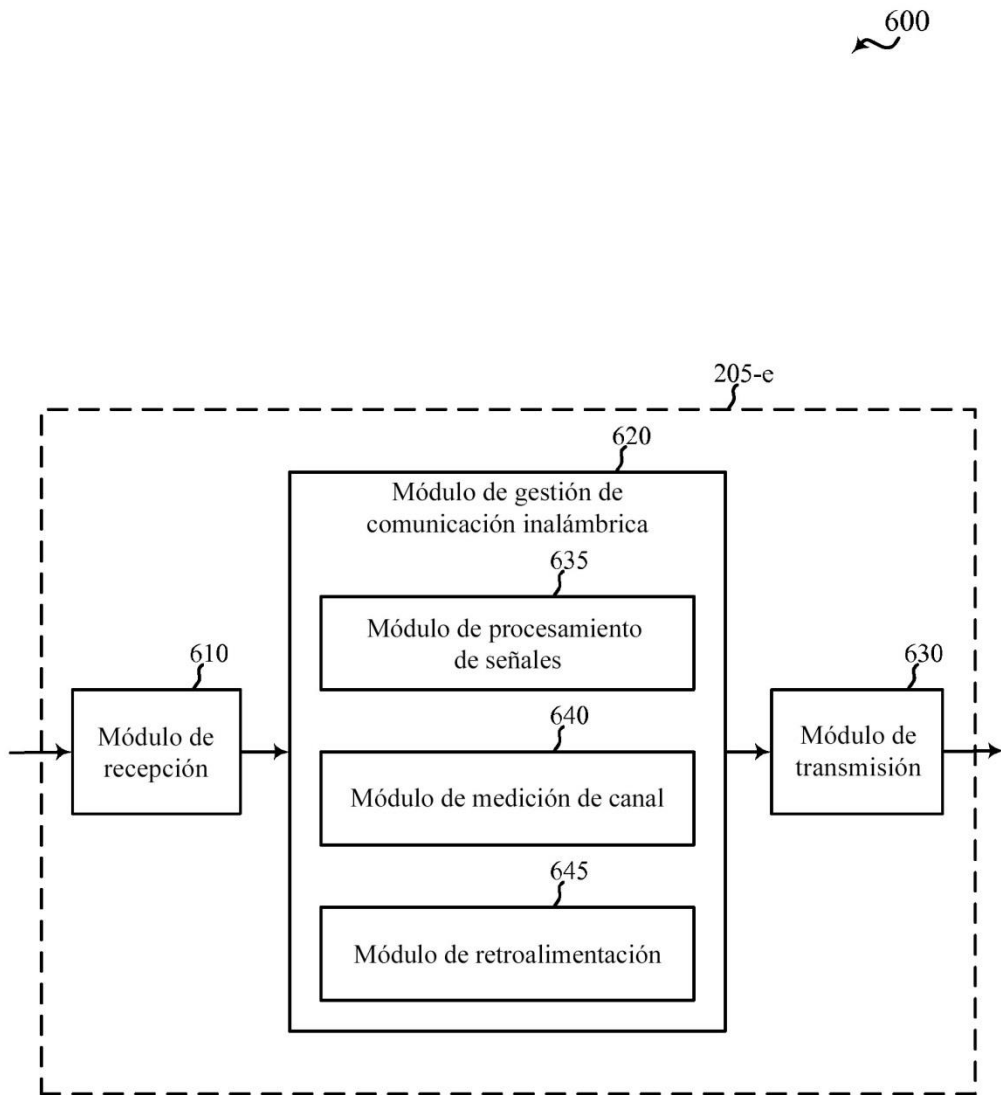 600
205-e
620
Módulo de gestión de
comunicación inalámbrica
635
Módulo de procesamiento
de señales
610
Módulo de
recepción
640
Módulo de medición de canal
630
Módulo de
transmisión
645
Módulo de retroalimentación